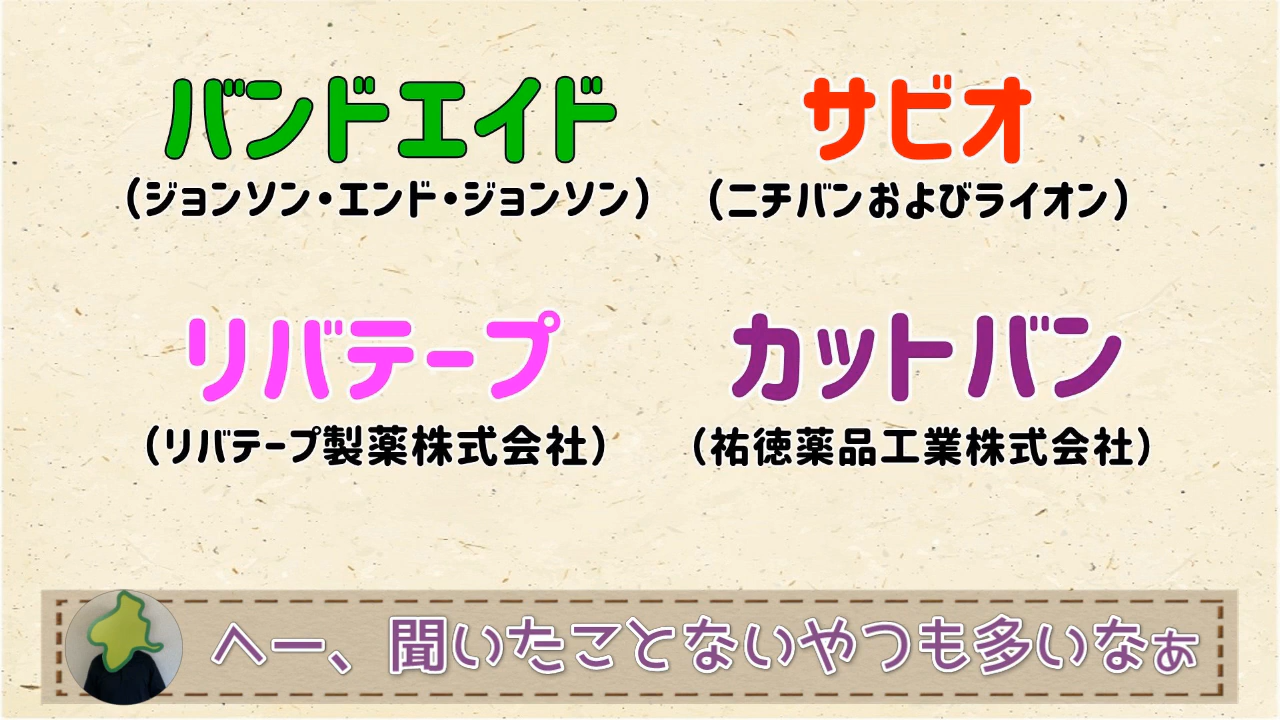 バンドエイド
(ジョンソン・エンド・ジョンソン)
サビオ
(ニチバンおよびライオン)
リバテープ
(リバテープ製薬株式会社)
カットバン
(祐徳薬品工業株式会社)
へー、聞いたことないやつも多いなぁ